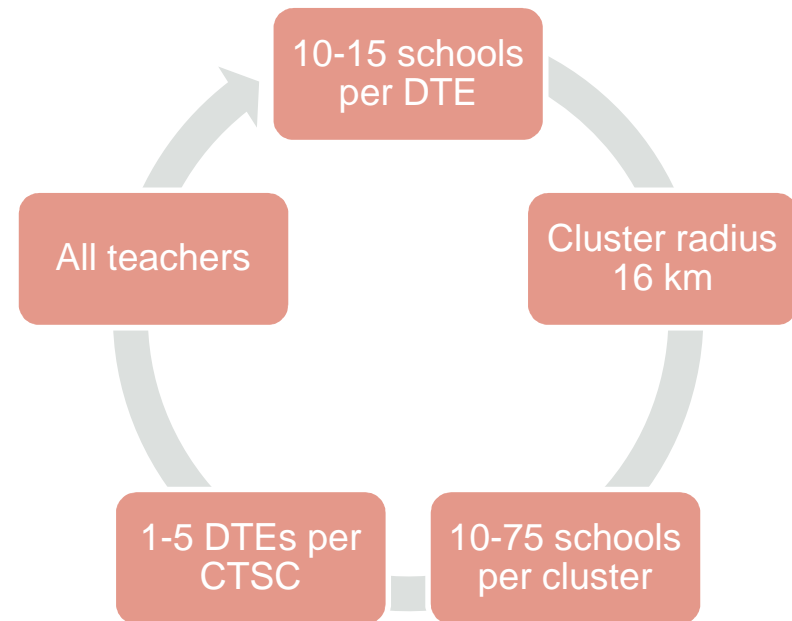 10-15 schools
per DTE
Cluster radius
16 km
10-75 schools
per cluster
1-5 DTEs per
CTSC
All teachers